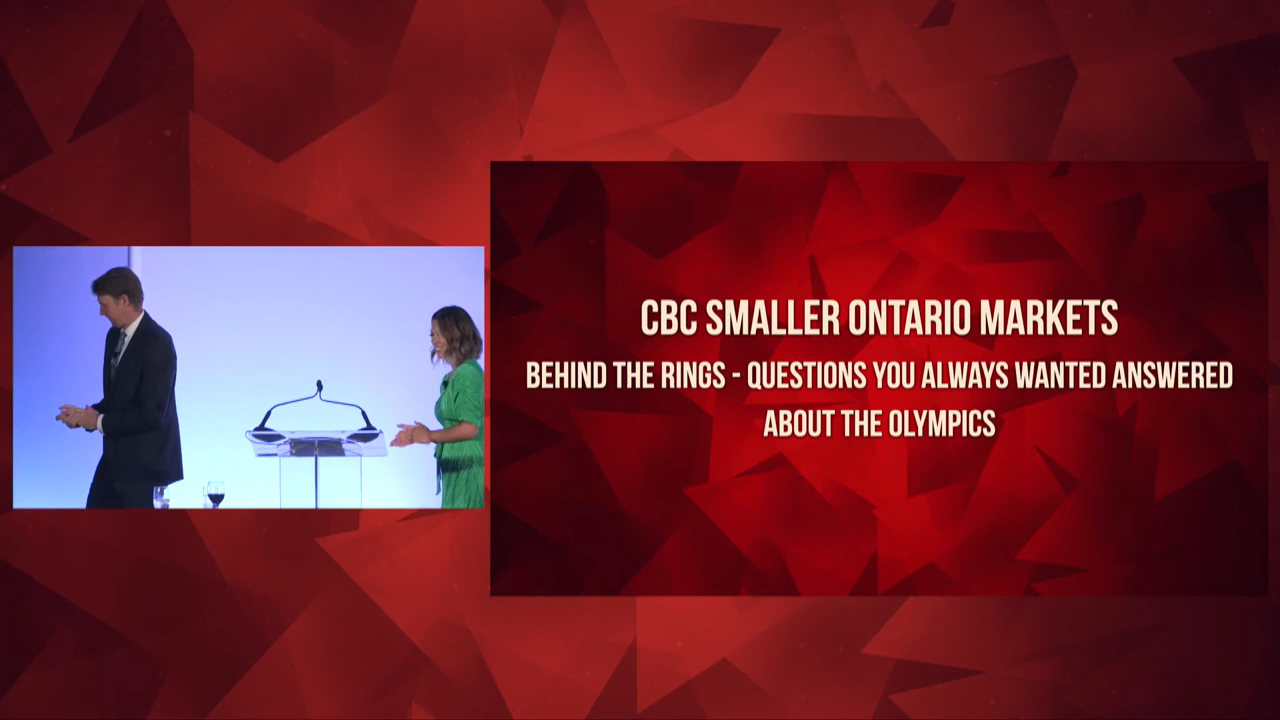 CBC SMALLER ONTARIO MARKETS
BEHIND THE RINGS - QUESTIONS YOU ALWAYS WANTED ANSWERED
ABOUT THE OLYMPICS